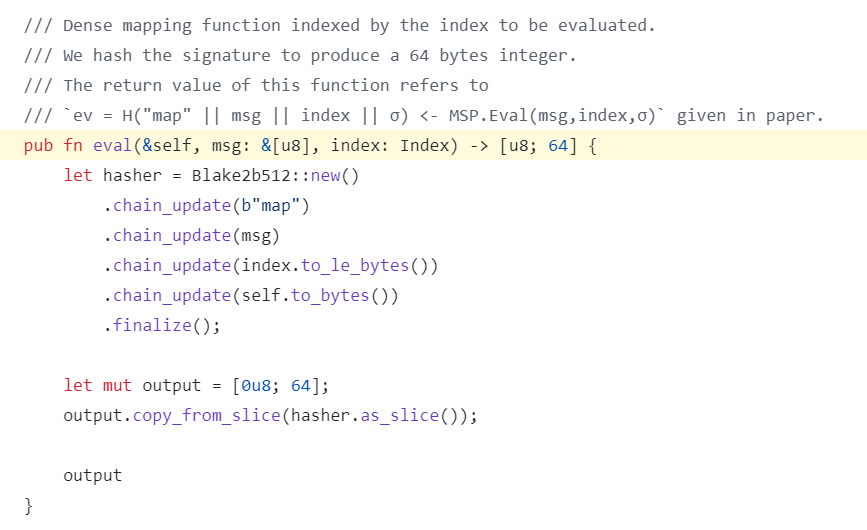 /// Dense mapping function indexed by the index to be evaluated.
/// We hash the signature to produce a 64 bytes integer.
/// The return value of this function refers to
/// `ev = H("map" || msg || index || σ) <- MSP.Eval(msg,index,σ)` given in paper.
pub fn eval(&self, msg: &[u8], index: Index) -> [u8; 64] {
    let hasher = Blake2b512::new()
        .chain_update(b"map")
        .chain_update(msg)
        .chain_update(index.to_le_bytes())
        .chain_update(self.to_bytes())
        .finalize();

    let mut output = [0u8; 64];
    output.copy_from_slice(hasher.as_slice());

    output
}